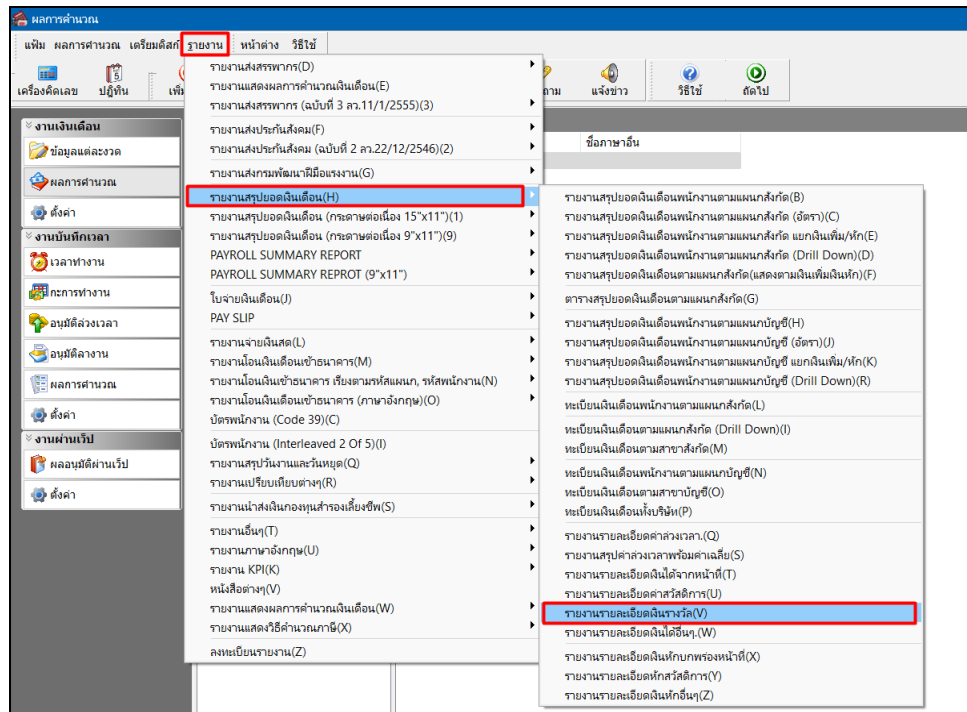 ผลการคำนวณ
แฟ้ม ผลการคำนวณ เตรียมดิสก์ รายงาน หน้าต่าง วิธีใช้
เครื่องคิดเลข ปฏิทิน แจ้งข่าว วิธีใช้ ถัดไป
งานเงินเดือน
ข้อมูลแต่ละงวด
ผลการคำนวณ
ตั้งค่า
งานบันทึกเวลา
เวลาทำงาน
กะการทำงาน
อนุมัติล่วงเวลา
อนุมัติลางาน
ผลการคำนวณ
ตั้งค่า
งานผ่านเว็ป
ผลอนุมัติผ่านเว็ป
ตั้งค่า
ชื่อภาษาอื่น
รายงานส่งสรรพากร(D)
รายงานแสดงผลการคำนวณเงินเดือน(E)
รายงานส่งสรรพากร (ฉบับที่ 3 ลว.11/1/2555)(3)
รายงานส่งประกันสังคม(F)
รายงานส่งประกันสังคม (ฉบับที่ 2 ลว.22/12/2546)(2)
รายงานส่งกรมพัฒนาฝีมือแรงงาน(G)
รายงานสรุปยอดเงินเดือน(H)
รายงานสรุปยอดเงินเดือน (กระดาษต่อเนื่อง 15"x11")(1)
รายงานสรุปยอดเงินเดือน (กระดาษต่อเนื่อง 9"x11")(9)
PAYROLL SUMMARY REPORT
PAYROLL SUMMARY REPROT (9"x11")
ใบจ่ายเงินเดือน(J)
PAY SLIP
รายงานจ่ายเงินสด(L)
รายงานโอนเงินเดือนเข้าธนาคาร(M)
รายงานโอนเงินเข้าธนาคาร เรียงตามรหัสแผนก, รหัสพนักงาน(N)
รายงานโอนเงินเดือนเข้าธนาคาร (ภาษาอังกฤษ)(O)
บัตรพนักงาน (Code 39)(C)
บัตรพนักงาน (Interleaved 2 Of 5)(I)
รายงานสรุปวันงานและวันหยุด(Q)
รายงานเปรียบเทียบต่างๆ(R)
รายงานนำส่งเงินกองทุนสำรองเลี้ยงชีพ(S)
รายงานอื่นๆ(T)
รายงานภาษาอังกฤษ(U)
รายงาน KPI(K)
หนังสือต่างๆ(V)
รายงานแสดงผลการคำนวณเงินเดือน(W)
รายงานแสดงวิธีคำนวณภาษี(X)
ลงทะเบียนรายงาน(Z)
รายงานสรุปยอดเงินเดือนพนักงานตามแผนกสังกัด(B)
รายงานสรุปยอดเงินเดือนพนักงานตามแผนกสังกัด (อัตรา)(C)
รายงานสรุปยอดเงินเดือนพนักงานตามแผนกสังกัด แยกเงินเพิ่ม/หัก(E)
รายงานสรุปยอดเงินเดือนพนักงานตามแผนกสังกัด (Drill Down)(D)
รายงานสรุปยอดเงินเดือนตามแผนกสังกัด(แสดงตามเงินเพิ่มเงินหัก)(F)
ตารางสรุปยอดเงินเดือนตามแผนกสังกัด(G)
รายงานสรุปยอดเงินเดือนพนักงานตามแผนกบัญชี(H)
รายงานสรุปยอดเงินเดือนพนักงานตามแผนกบัญชี (อัตรา)(J)
รายงานสรุปยอดเงินเดือนพนักงานตามแผนกบัญชี แยกเงินเพิ่ม/หัก(K)
รายงานสรุปยอดเงินเดือนพนักงานตามแผนกบัญชี (Drill Down)(R)
ทะเบียนเงินเดือนพนักงานตามแผนกสังกัด(L)
ทะเบียนเงินเดือนตามแผนกสังกัด (Drill Down)(I)
ทะเบียนเงินเดือนตามสาขาสังกัด(M)
ทะเบียนเงินเดือนพนักงานตามแผนกบัญชี(N)
ทะเบียนเงินเดือนตามสาขาบัญชี(O)
ทะเบียนเงินเดือนทั้งบริษัท(P)
รายงานรายละเอียดค่าล่วงเวลา.(Q)
รายงานสรุปค่าล่วงเวลาพร้อมค่าเฉลี่ย(S)
รายงานรายละเอียดเงินได้จากหน้าที่(T)
รายงานรายละเอียดค่าสวัสดิการ(U)
รายงานรายละเอียดเงินรางวัล(V)
รายงานรายละเอียดเงินได้อื่นๆ.(W)
รายงานรายละเอียดเงินหักบกพร่องหน้าที่(X)
รายงานรายละเอียดหักสวัสดิการ(Y)
รายงานรายละเอียดเงินหักอื่นๆ(Z)